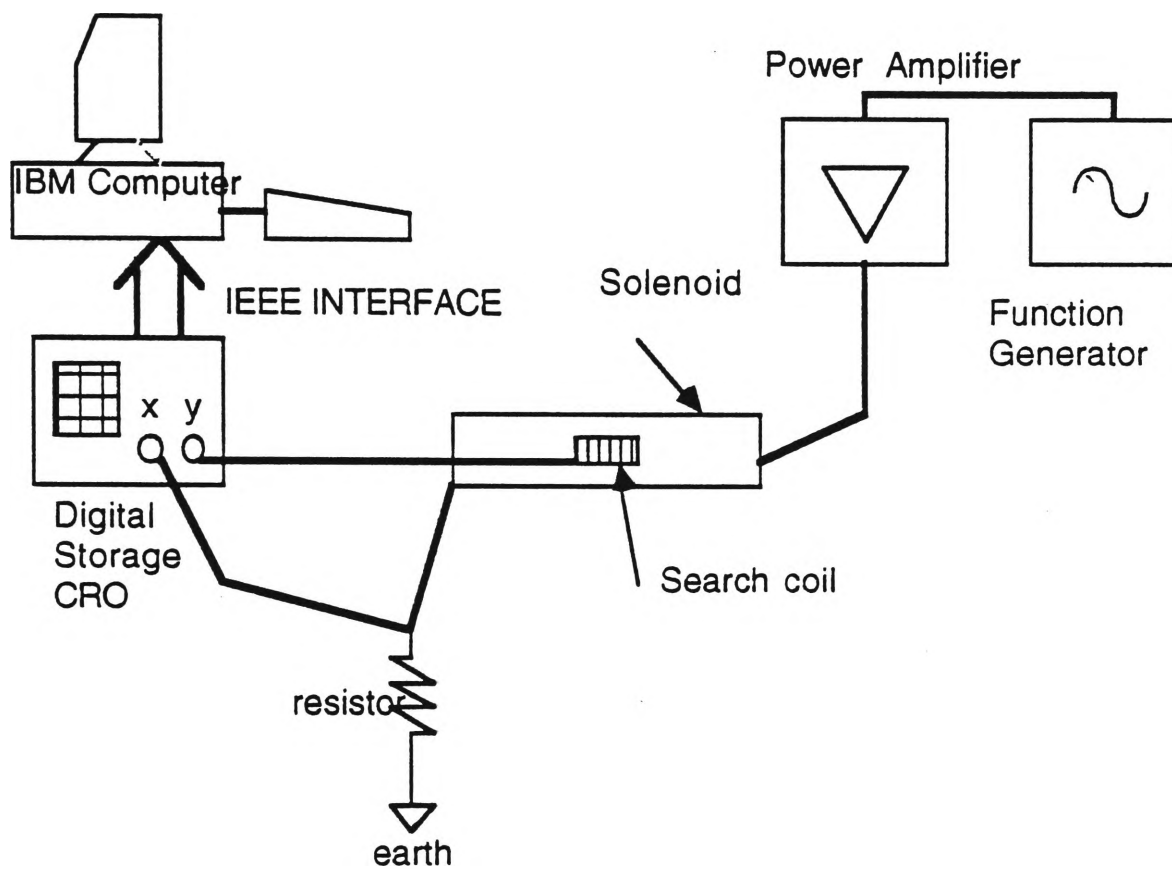 Power Amplifier
IBM Computer
IEEE INTERFACE
Solenoid
Function
Generator
x y
Digital
Storage
CRO
Search coil
resistor
earth